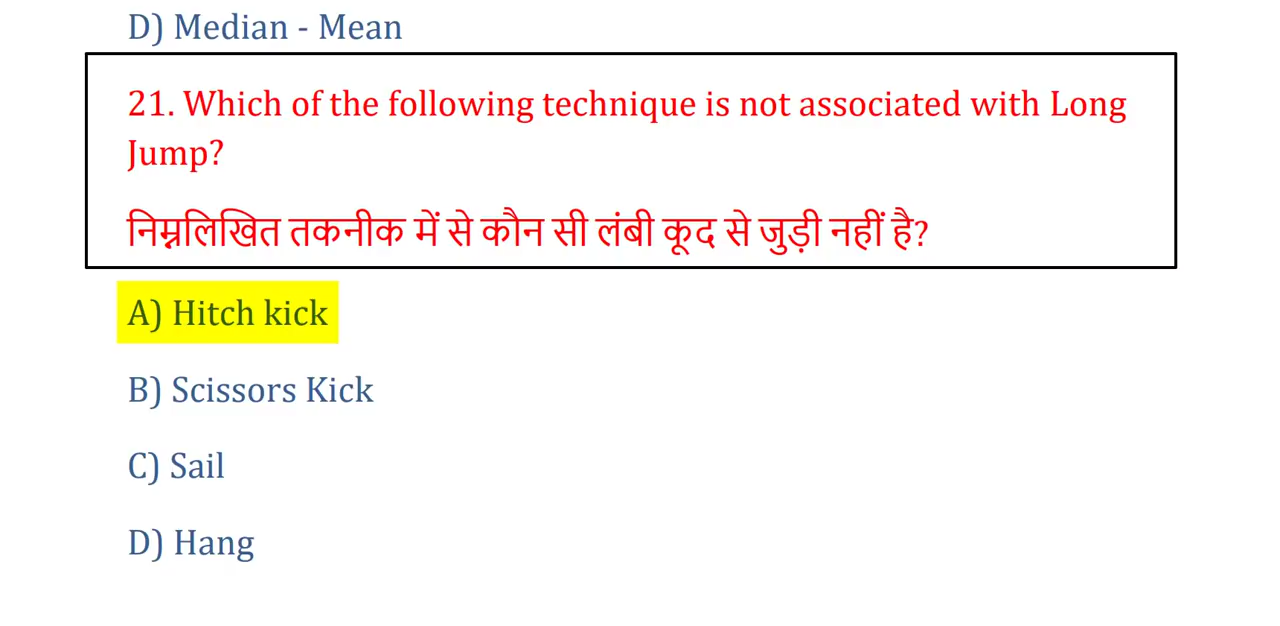 D) Median - Mean
21. Which of the following technique is not associated with Long
Jump?
निम्नलिखित तकनीक में से कौन सी लंबी कूद से जुड़ी नहीं है?
A) Hitch kick
B) Scissors Kick
C) Sail
D) Hang